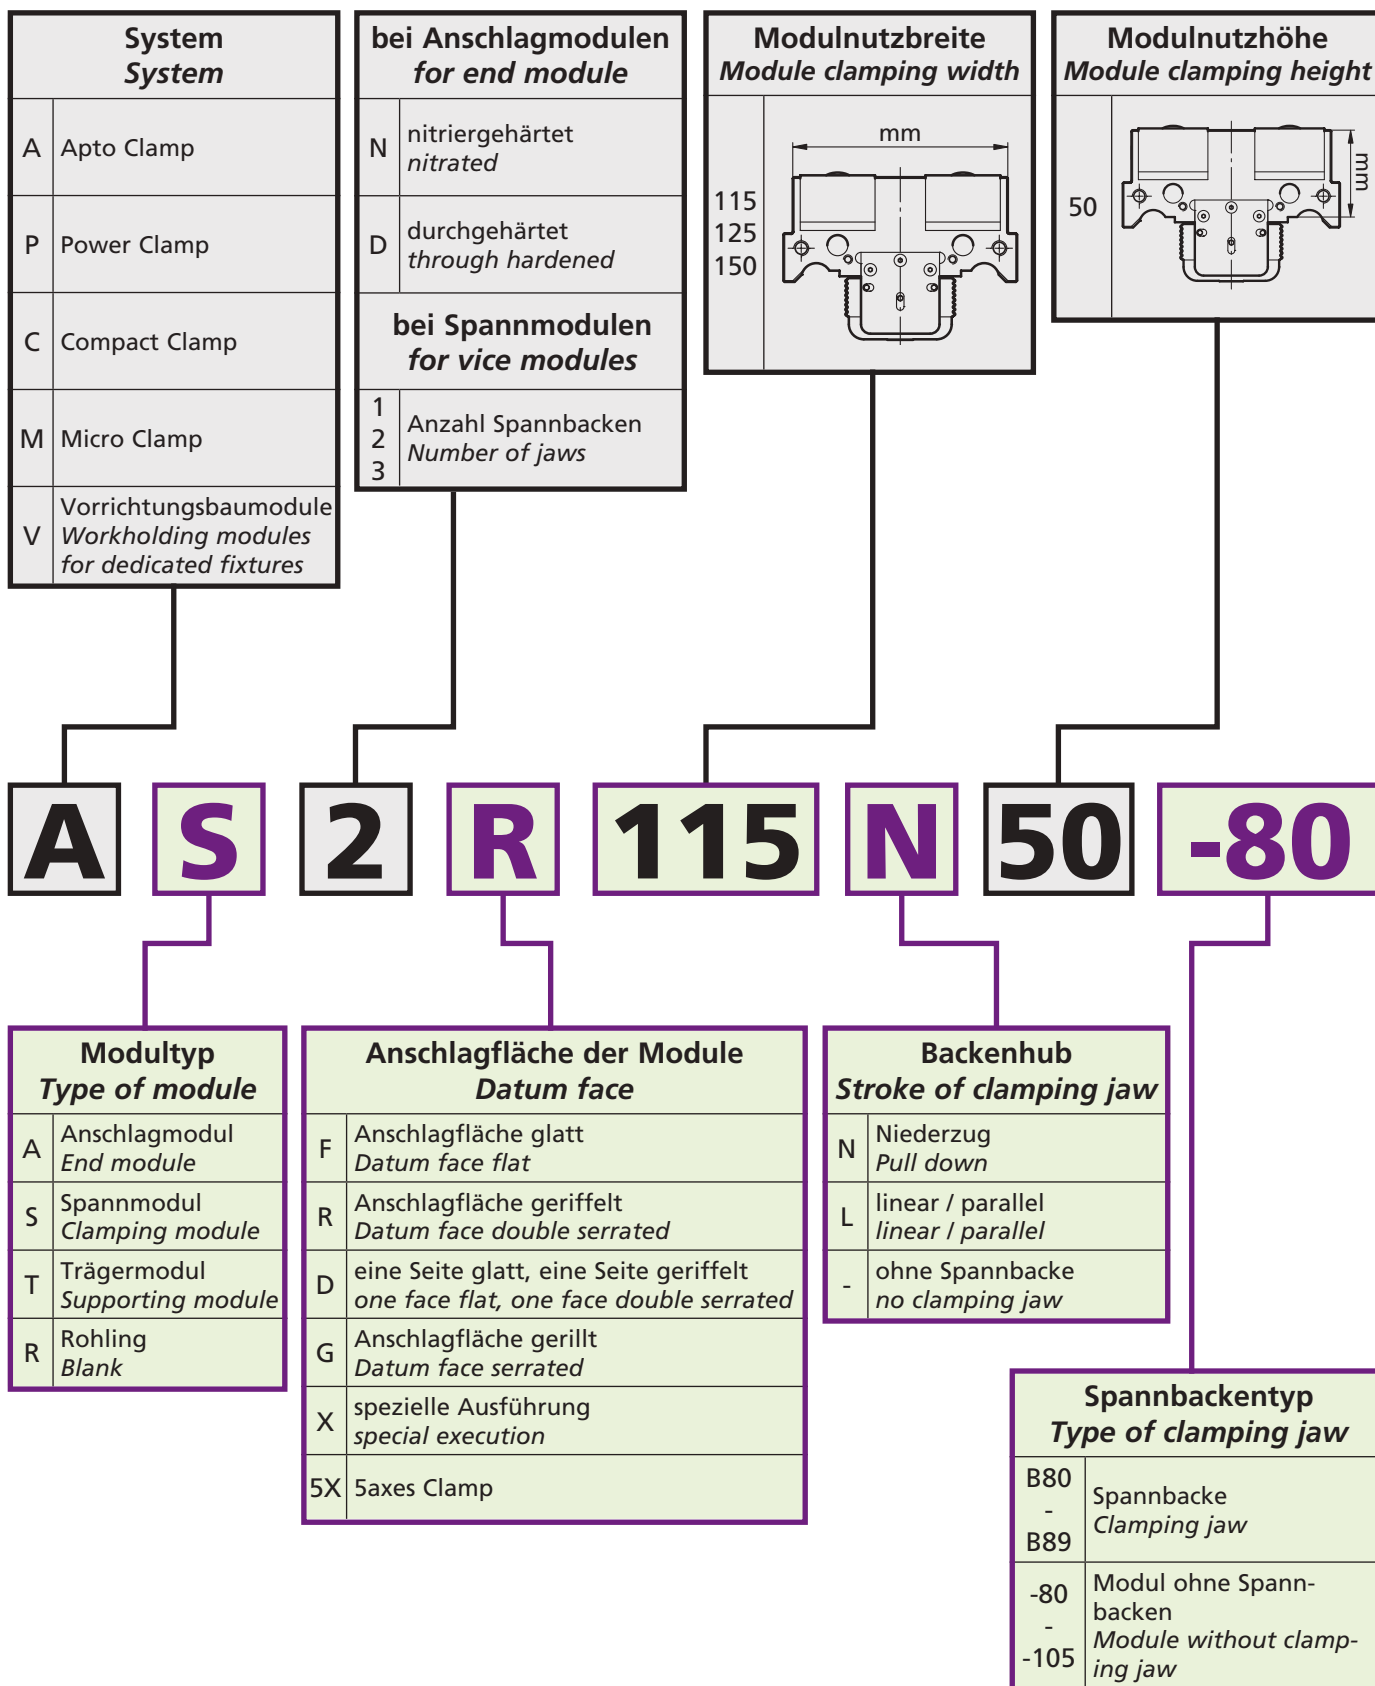 System
System
A
Apto Clamp
P
Power Clamp
C
Compact Clamp
M
Micro Clamp
V
Vorrichtungsbaumodule
Workholding modules
for dedicated fixtures
bei Anschlagmodulen
for end module
N
nitriergehärtet
nitrated
D
durchgehärtet
through hardened
bei Spannmodulen
for vice modules
1
2
3
Anzahl Spannbacken
Number of jaws
Modulnutzbreite
Module clamping width
115
125
150
mm
Modulnutzhöhe
Module clamping height
50
mm
A S 2 R 115 N 50 -80
Modultyp
Type of module
A
Anschlagmodul
End module
S
Spannmodul
Clamping module
T
Trägermodul
Supporting module
R
Rohling
Blank
Anschlagfläche der Module
Datum face
F
Anschlagfläche glatt
Datum face flat
R
Anschlagfläche geriffelt
Datum face double serrated
D
eine Seite glatt, eine Seite geriffelt
one face flat, one face double serrated
G
Anschlagfläche gerillt
Datum face serrated
X
spezielle Ausführung
special execution
5X
5axes Clamp
Backenhub
Stroke of clamping jaw
N
Niederzug
Pull down
L
linear / parallel
linear / parallel
-
ohne Spannbacke
no clamping jaw
Spannbackentyp
Type of clamping jaw
B80
-
B89
Spannbacke
Clamping jaw
-80
-
-105
Modul ohne Spann-
backen
Module without clamp-
ing jaw